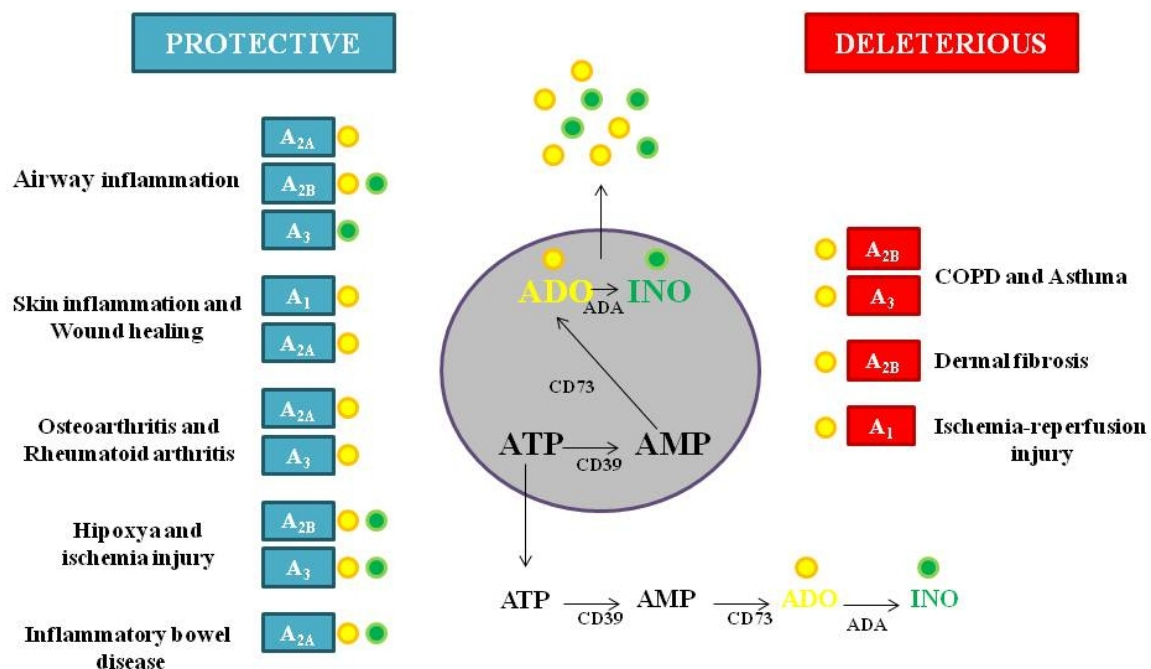 PROTECTIVE
DELETERIOUS
A2A
Airway inflammation
A2B
A3
Skin inflammation and
Wound healing
A1
A2A
Osteoarthritis and
Rheumatoid arthritis
A2A
A3
Hipoxya and
ischemia injury
A2B
A3
Inflammatory bowel
disease
A2A
ADO
INO
ADA
CD73
ATP
AMP
CD39
ATP
CD39
AMP
CD73
ADO
ADA
INO
A2B
COPD and Asthma
A3
A2B
Dermal fibrosis
A1
Ischemia-reperfusion
injury